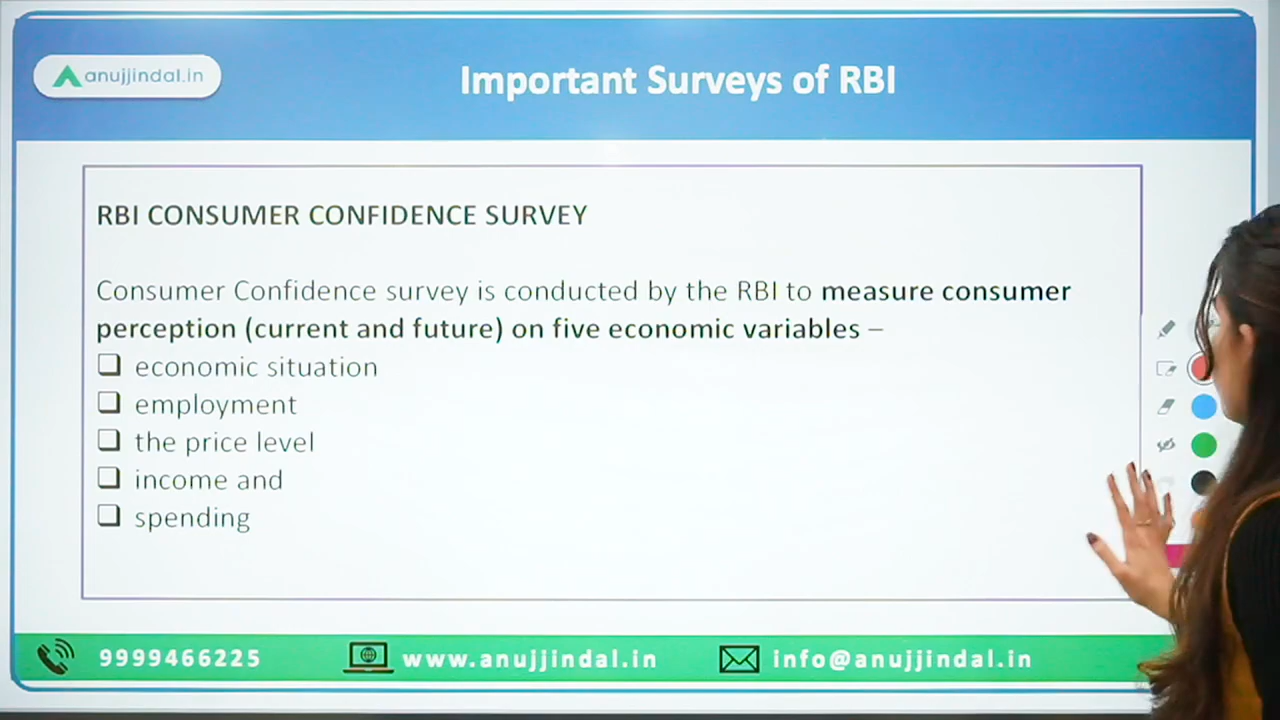 anujjindal.in
Important Surveys of RBI
RBI CONSUMER CONFIDENCE SURVEY
Consumer Confidence survey is conducted by the RBI to measure consumer
perception (current and future) on five economic variables –
economic situation
employment
the price level
income and
spending
9999466225
www.anujjindal.in
info@anujjindal.in